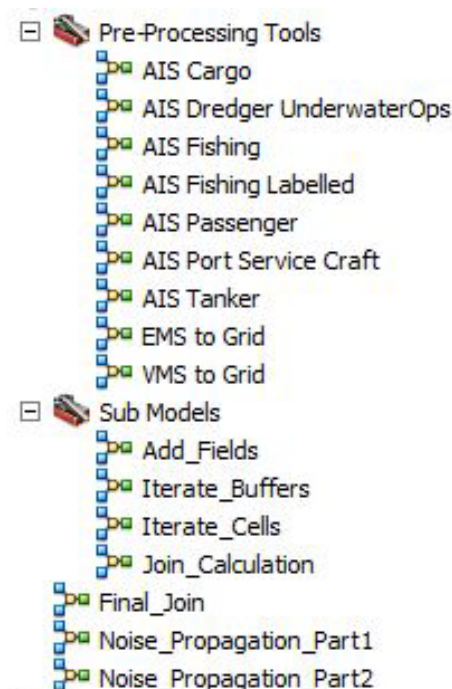 Pre-Processing Tools
AIS Cargo
AIS Dredger UnderwaterOps
AIS Fishing
AIS Fishing Labelled
AIS Passenger
AIS Port Service Craft
AIS Tanker
EMS to Grid
VMS to Grid
Sub Models
Add_Fields
Iterate_Buffers
Iterate_Cells
Join_Calculation
Final_Join
Noise_Propagation_Part1
Noise_Propagation_Part2